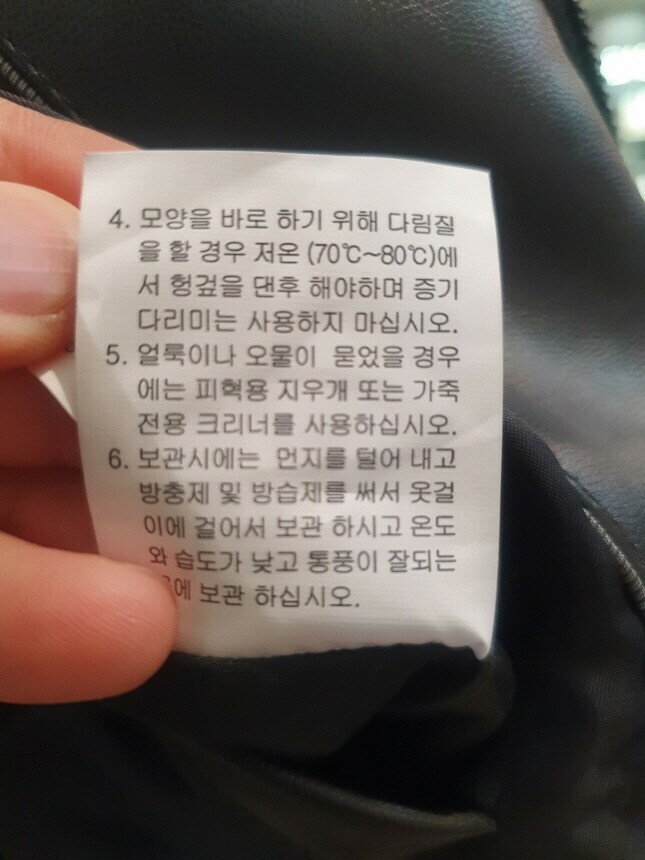 4. 모양을 바로 하기 위해 다림질
을 할 경우 저온 (70℃~80℃)에
서 헝겊을 댄후 해야하며 증기
다리미는 사용하지 마십시오.
5. 얼룩이나 오물이 묻었을 경우
에는 피혁용 지우개 또는 가죽
전용 크리너를 사용하십시오.
6. 보관시에는 먼지를 털어 내고
방충제 및 방습제를 써서 옷걸
이에 걸어서 보관 하시고 온도
와 습도가 낮고 통풍이 잘되는
보관 하십시오.